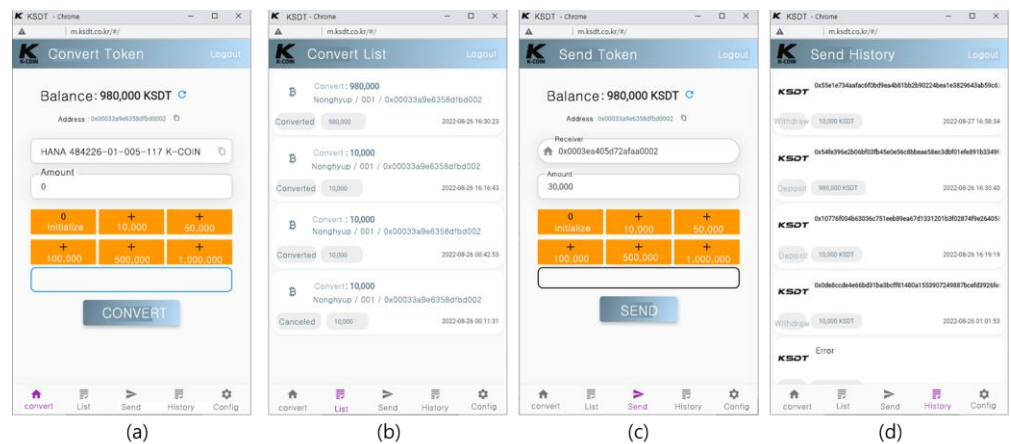 KSDT - Chrome
m.ksdt.co.kr/#/
K-COIN
Convert Token
Logout
Balance: 980,000 KSDT
Address : 0x00033a9e6358dfbd0002
HANA 484226-01-005-117 K-COIN
Amount
0
0 + +
Initialize 10,000 50,000
+ + +
100,000 500,000 1,000,000
CONVERT
convert List Send History Config
(a)
KSDT - Chrome
m.ksdt.co.kr/#/
K-COIN
Convert List
Logout
Convert : 980,000
Nonghyup / 001 / 0x00033a9e6358dfbd002
Converted 980,000 2022-08-26 16:30:23
Convert : 10,000
Nonghyup / 001 / 0x00033a9e6358dfbd002
Converted 10,000 2022-08-26 16:16:43
Convert : 10,000
Nonghyup / 001 / 0x00033a9e6358dfbd002
Converted 10,000 2022-08-26 00:42:53
Convert : 10,000
Nonghyup / 001 / 0x00033a9e6358dfbd002
Canceled 10,000 2022-08-26 00:11:31
convert List Send History Config
(b)
KSDT - Chrome
m.ksdt.co.kr/#/
K-COIN
Send Token
Logout
Balance: 980,000 KSDT
Address : 0x00033a9e6358dfbd0002
Receiver
0x0003ea405d72afaa0002
Amount
30,000
0 + +
Initialize 10,000 50,000
+ + +
100,000 500,000 1,000,000
SEND
convert List Send History Config
(c)
KSDT - Chrome
m.ksdt.co.kr/#/
K-COIN
Send History
Logout
KSDT
Withdraw 10,000 KSDT 2022-08-27 16:58:34
KSDT
Deposit 980,000 KSDT 2022-08-26 16:30:40
KSDT
Deposit 10,000 KSDT 2022-08-26 16:19:19
KSDT
Withdraw 10,000 KSDT 2022-08-26 01:01:53
KSDT Error
convert List Send History Config
(d)